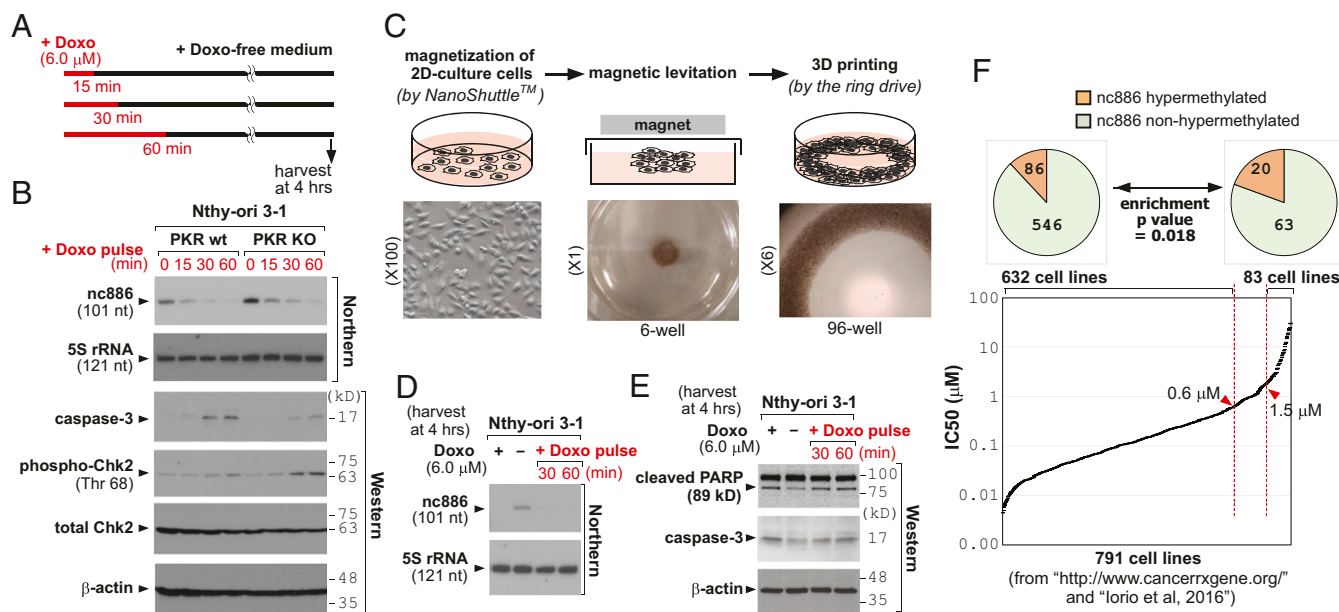 A
+ Doxo
(6.0 μM)
+ Doxo-free medium
15 min
30 min
60 min
harvest
at 4 hrs
B
Nthy-ori 3-1
PKR wt
PKR KO
+ Doxo pulse
(min)
0 15 30 60 0 15 30 60
nc886
(101 nt)
5S rRNA
(121 nt)
Northern
(kD)
caspase-3
17
phospho-Chk2
(Thr 68)
75
63
total Chk2
75
63
β-actin
48
35
Western
C
magnetization of
2D-culture cells
(by NanoShuttle™)
magnetic levitation
3D printing
(by the ring drive)
magnet
(X100)
(X1)
(X6)
6-well
96-well
D
(harvest
at 4 hrs)
Nthy-ori 3-1
Doxo
(6.0 μM)
+ –
+ Doxo pulse
30 60 (min)
nc886
(101 nt)
5S rRNA
(121 nt)
Northern
E
(harvest
at 4 hrs)
Nthy-ori 3-1
Doxo
(6.0 μM)
+ –
+ Doxo pulse
30 60 (min)
cleaved PARP
(89 kD)
100
75
(kD)
caspase-3
17
β-actin
48
35
Western
F
nc886 hypermethylated
nc886 non-hypermethylated
86
546
enrichment
p value
= 0.018
20
63
632 cell lines
83 cell lines
IC50 (μM)
100
10
1
0.1
0.01
0.00
0.6 μM
1.5 μM
791 cell lines
(from “http://www.cancerrxgene.org/”
and “Iorio et al, 2016”)